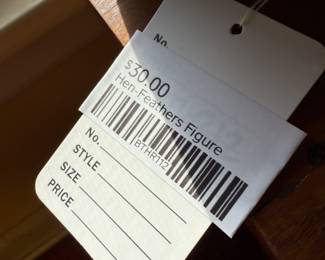 No.
$30.00
Hen-Feathers Figure
BTHR112
No.
STYLE
SIZE
PRICE